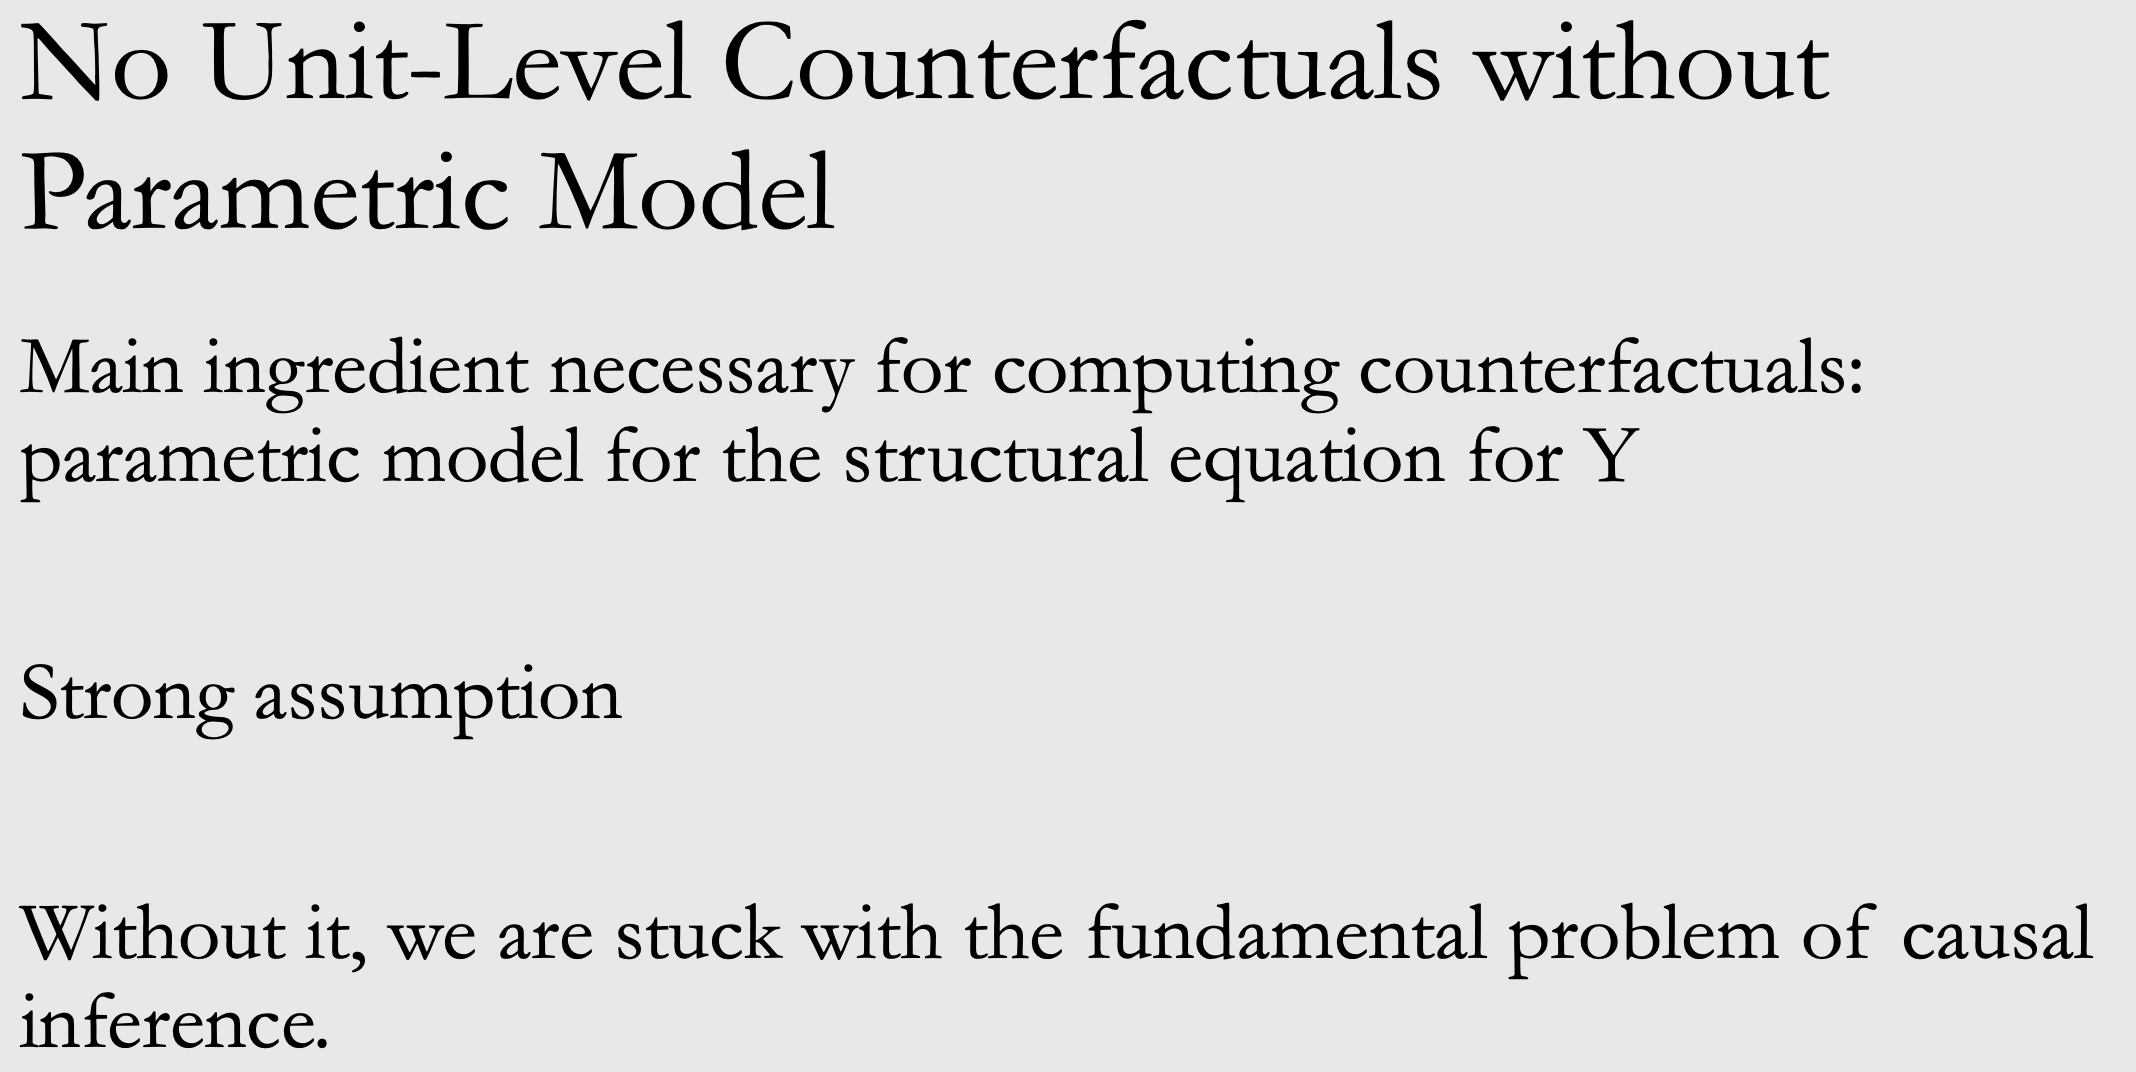 No Unit-Level Counterfactuals without
Parametric Model
Main ingredient necessary for computing counterfactuals:
parametric model for the structural equation for Y
Strong assumption
Without it, we are stuck with the fundamental problem of causal
inference.